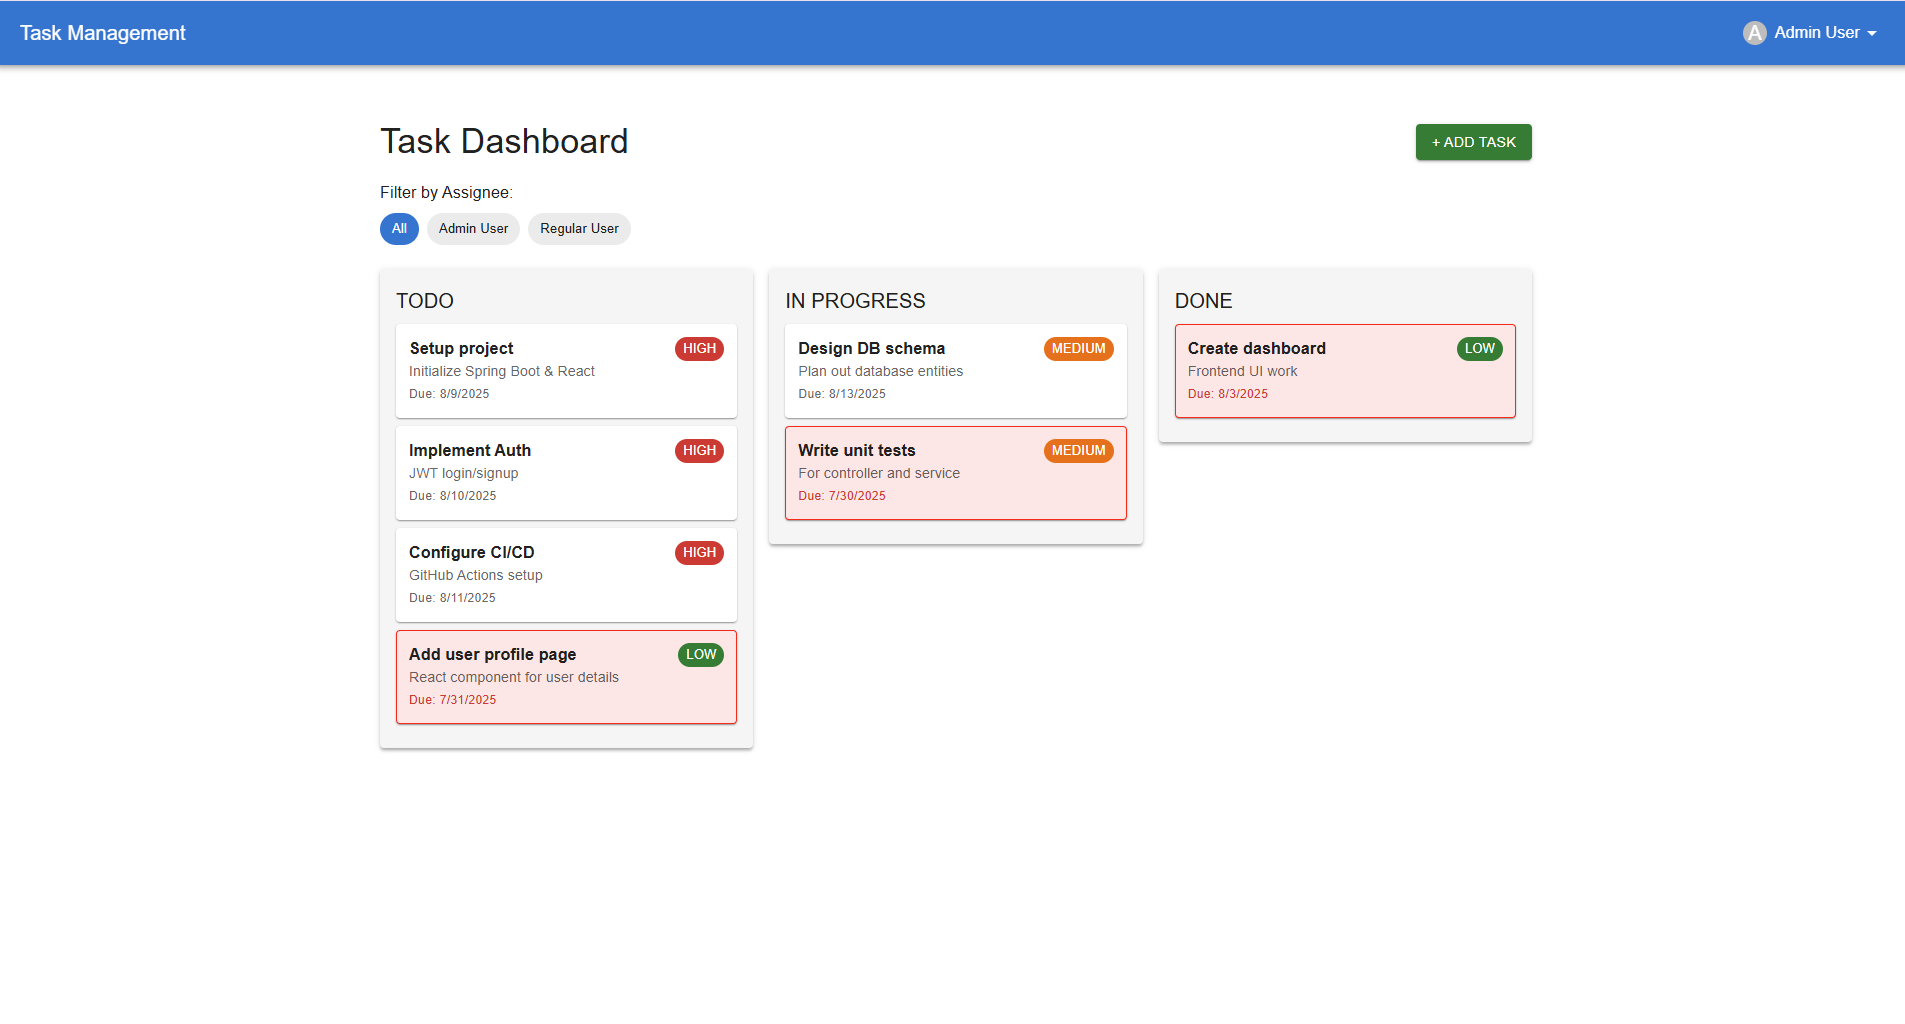 Task Management
A Admin User
Task Dashboard
+ ADD TASK
Filter by Assignee:
All Admin User Regular User
TODO
Setup project HIGH
Initialize Spring Boot & React
Due: 8/9/2025
Implement Auth HIGH
JWT login/signup
Due: 8/10/2025
Configure CI/CD HIGH
GitHub Actions setup
Due: 8/11/2025
Add user profile page LOW
React component for user details
Due: 7/31/2025
IN PROGRESS
Design DB schema MEDIUM
Plan out database entities
Due: 8/13/2025
Write unit tests MEDIUM
For controller and service
Due: 7/30/2025
DONE
Create dashboard LOW
Frontend UI work
Due: 8/3/2025